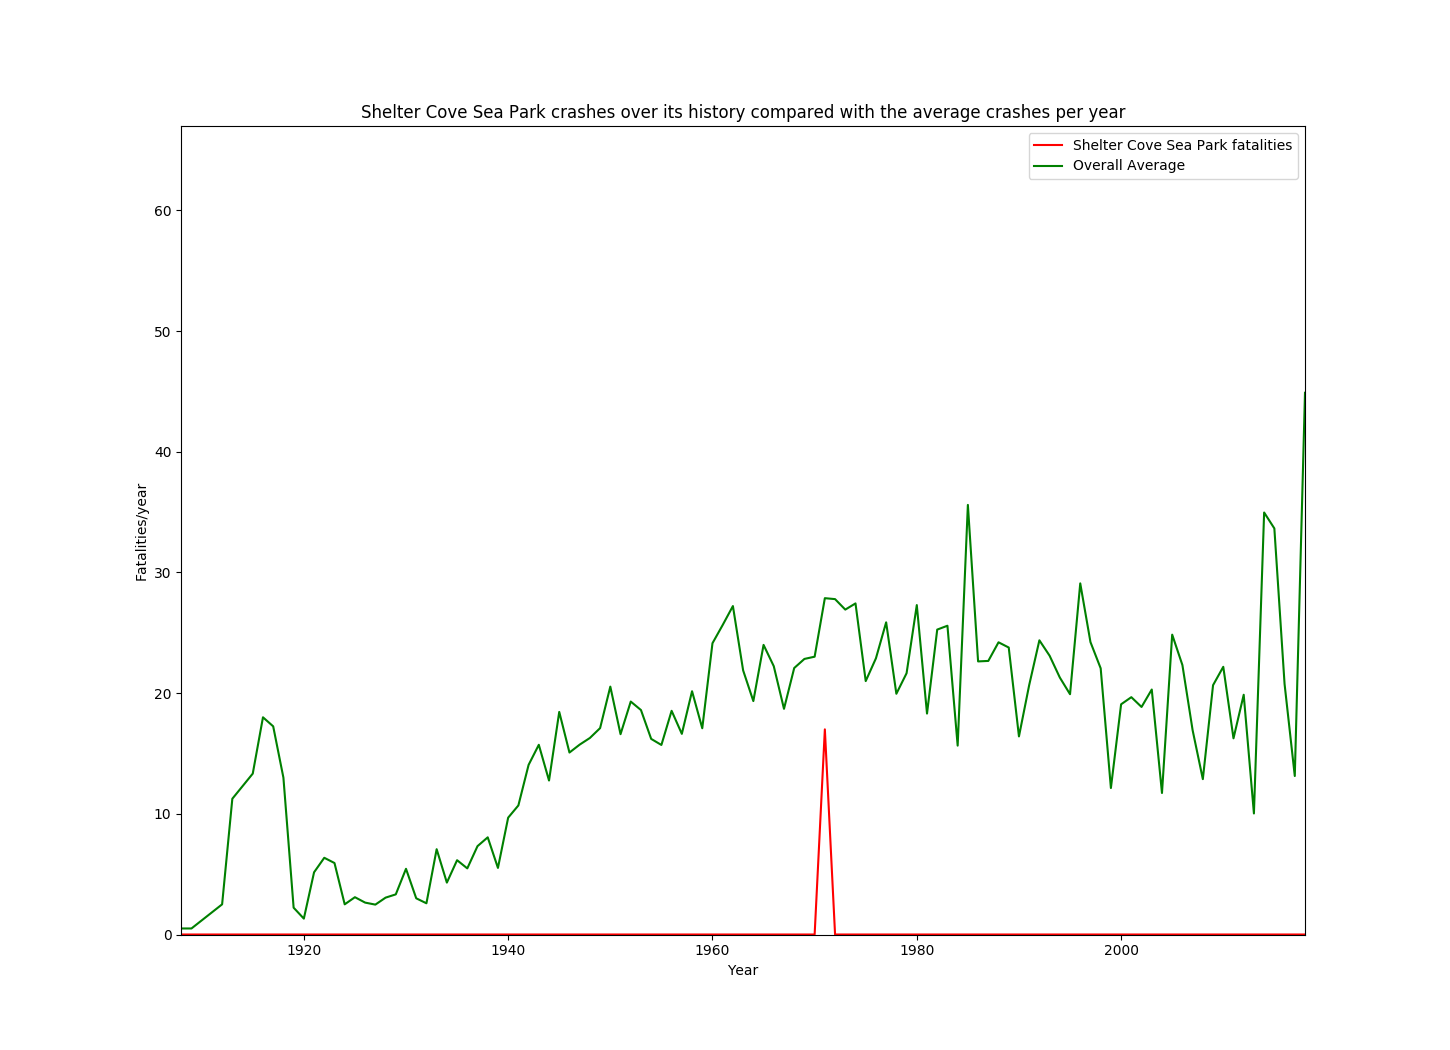 Shelter Cove Sea Park crashes over its history compared with the average crashes per year
Shelter Cove Sea Park fatalities
Overall Average
60
50
40
30
20
10
0
Fatalities/year
1920 1940 1960 1980 2000
Year